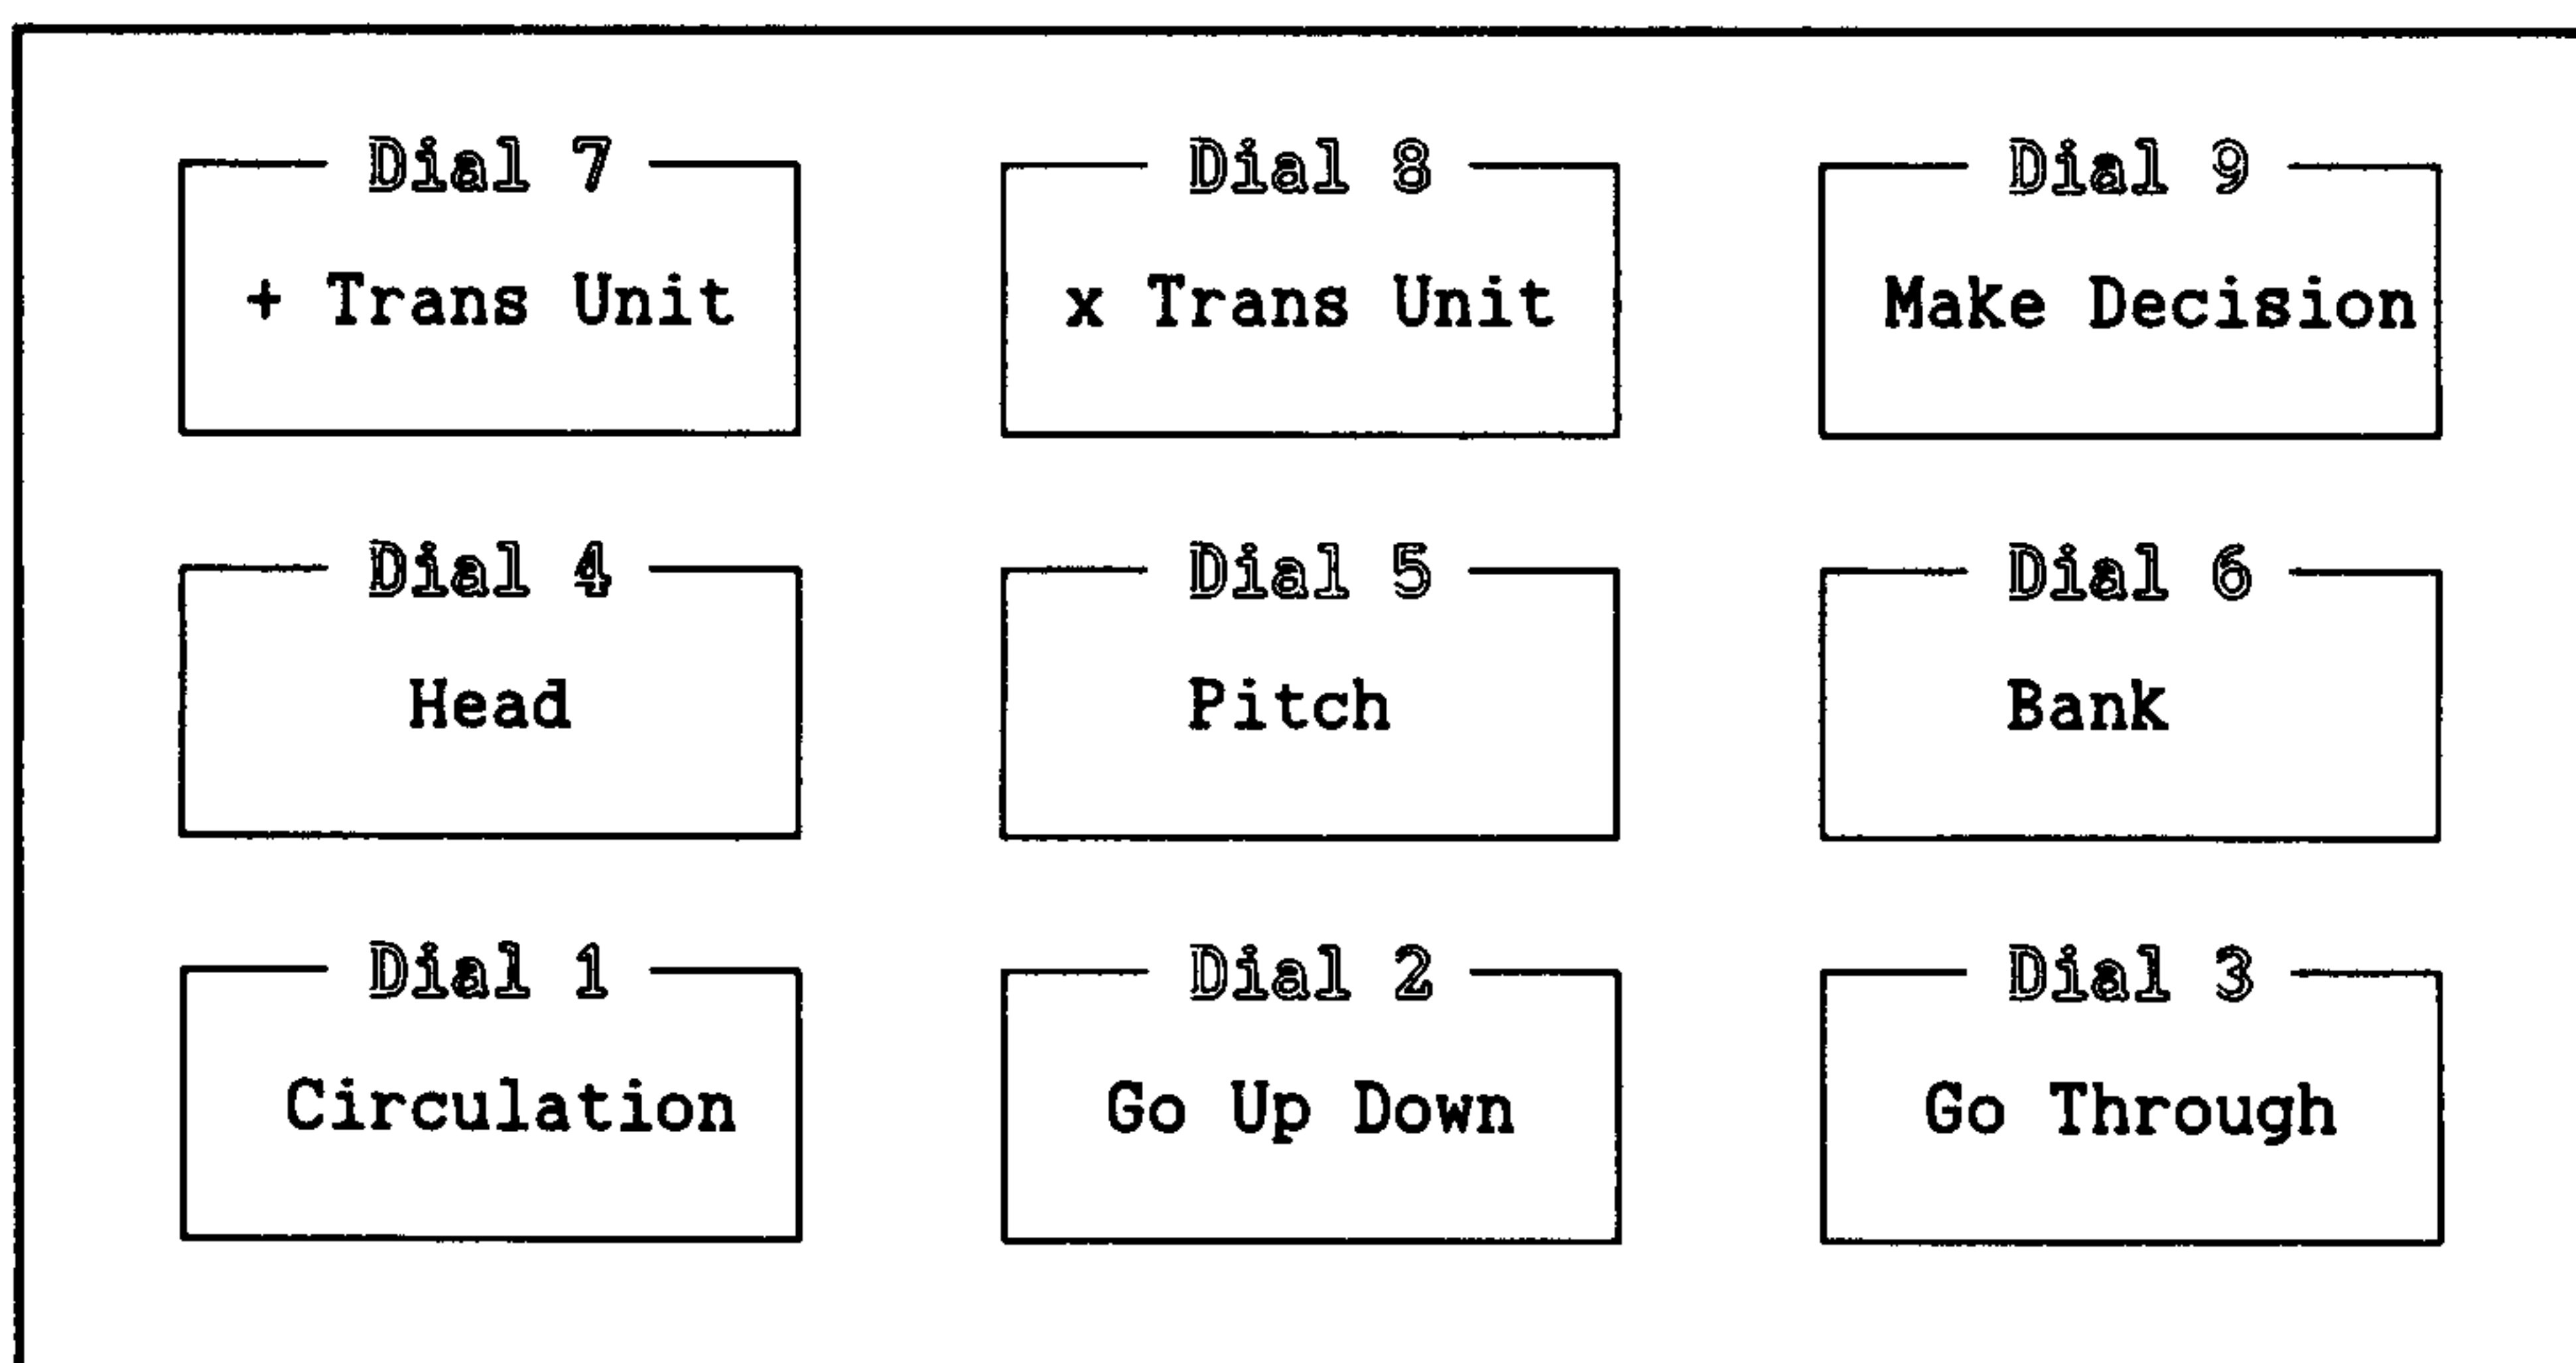 Dial 7 Dial 8 Dial 9
+ Trans Unit x Trans Unit Make Decision
Dial 4 Dial 5 Dial 6
Head Pitch Bank
Dial 1 Dial 2 Dial 3
Circulation Go Up Down Go Through